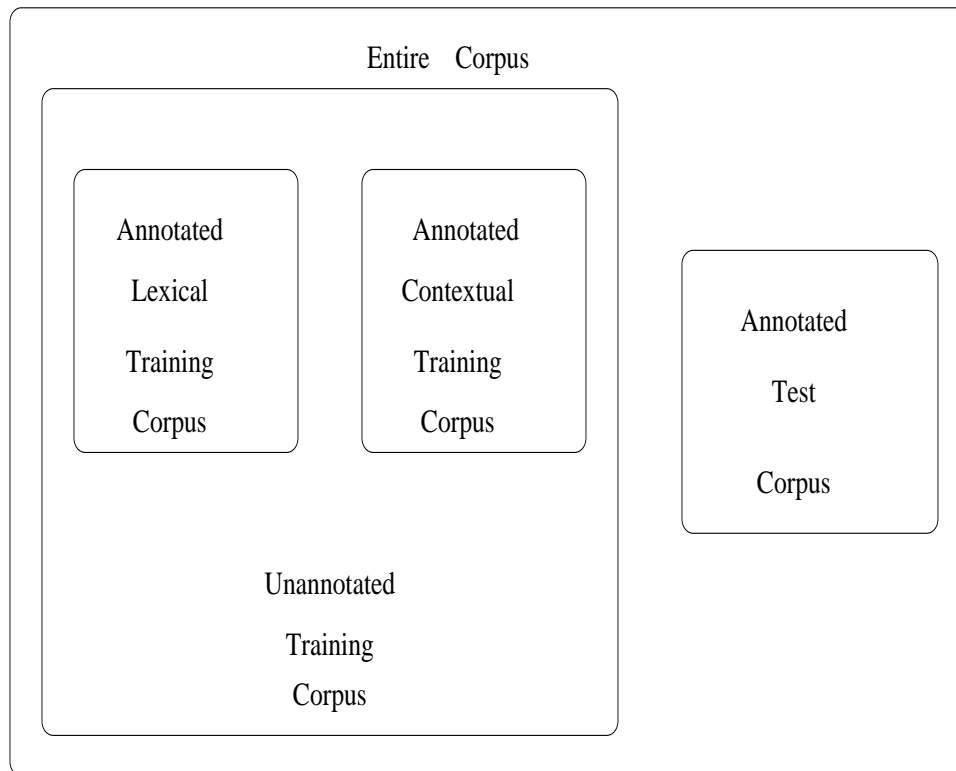 Entire Corpus
Annotated
Lexical
Training
Corpus
Annotated
Contextual
Training
Corpus
Annotated
Test
Corpus
Unannotated
Training
Corpus